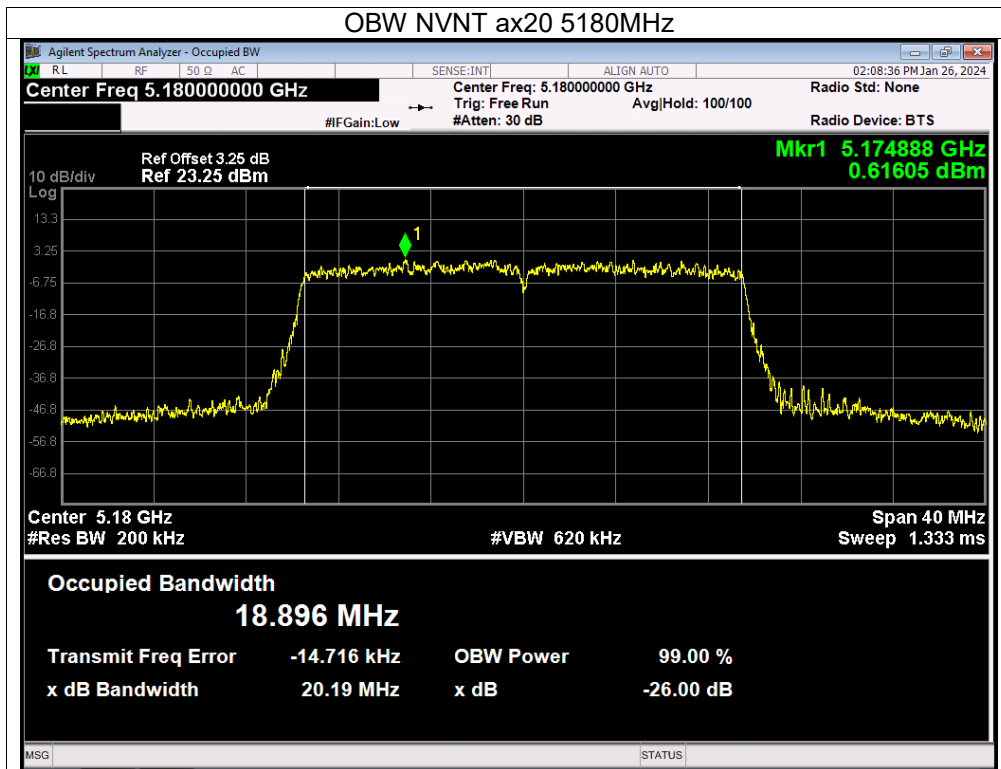 OBW NVNT ax20 5180MHz
Agilent Spectrum Analyzer - Occupied BW
LXI RL RF 50 Ω AC SENSE:INT ALIGN AUTO 02:08:36 PM Jan 26, 2024
Center Freq 5.180000000 GHz Center Freq: 5.180000000 GHz Radio Std: None
Trig: Free Run Avg|Hold: 100/100
#IFGain:Low #Atten: 30 dB Radio Device: BTS
Mkr1 5.174888 GHz
0.61605 dBm
Ref Offset 3.25 dB
10 dB/div Ref 23.25 dBm
Log
13.3
1
3.25
-6.75
-16.8
-26.8
-36.8
-46.8
-56.8
-66.8
Center 5.18 GHz Span 40 MHz
#Res BW 200 kHz #VBW 620 kHz Sweep 1.333 ms
Occupied Bandwidth
18.896 MHz
Transmit Freq Error -14.716 kHz OBW Power 99.00 %
x dB Bandwidth 20.19 MHz x dB -26.00 dB
MSG STATUS